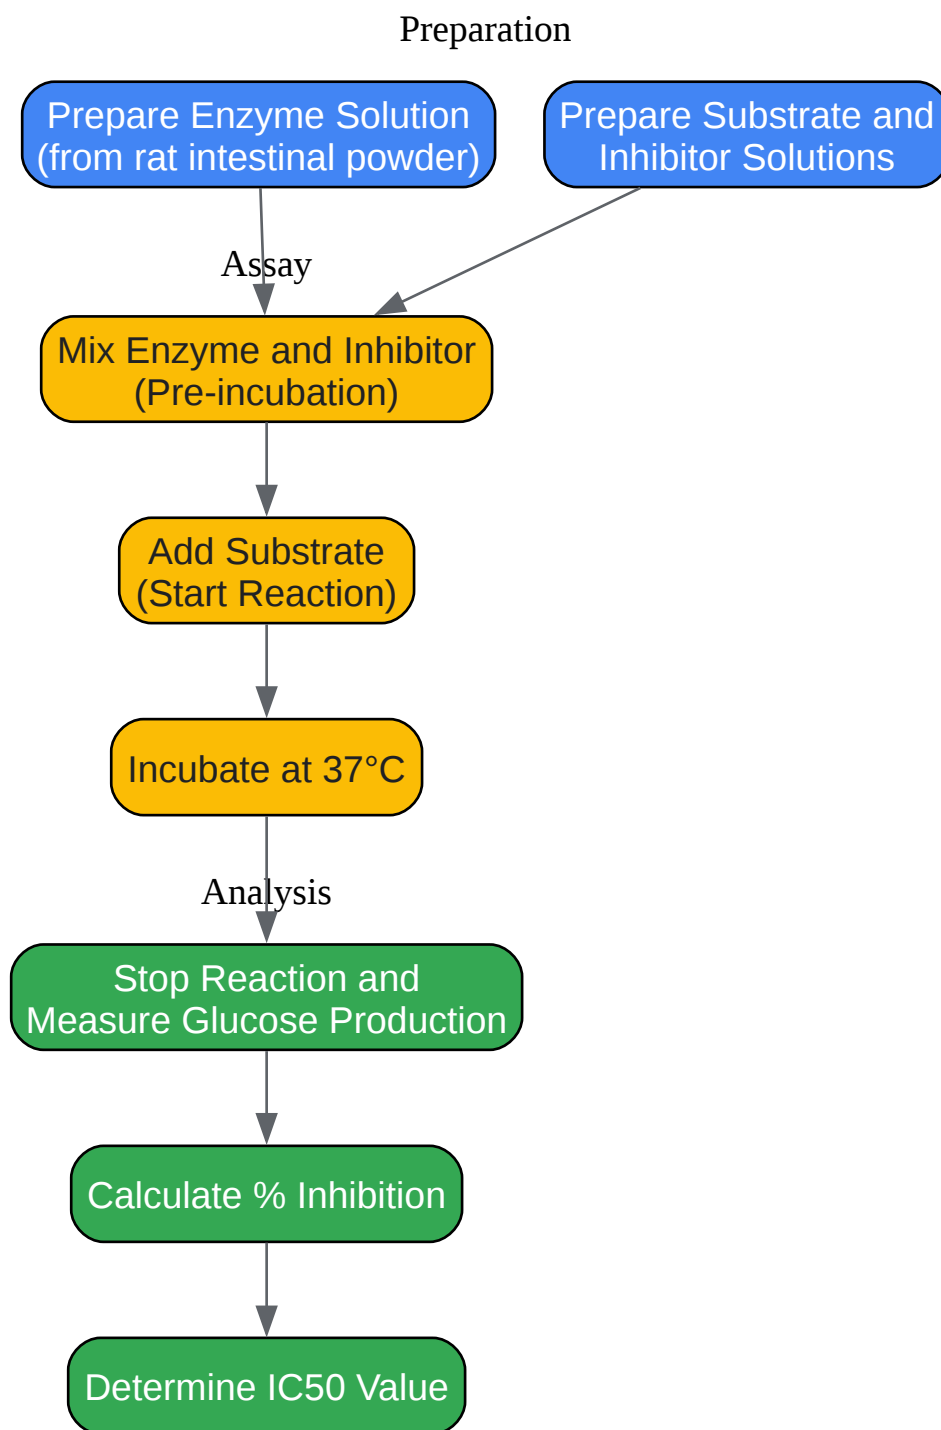 Preparation
Prepare Enzyme Solution
(from rat intestinal powder)
Prepare Substrate and
Inhibitor Solutions
Assay
Mix Enzyme and Inhibitor
(Pre-incubation)
Add Substrate
(Start Reaction)
Incubate at 37°C
Analysis
Stop Reaction and
Measure Glucose Production
Calculate % Inhibition
Determine IC50 Value